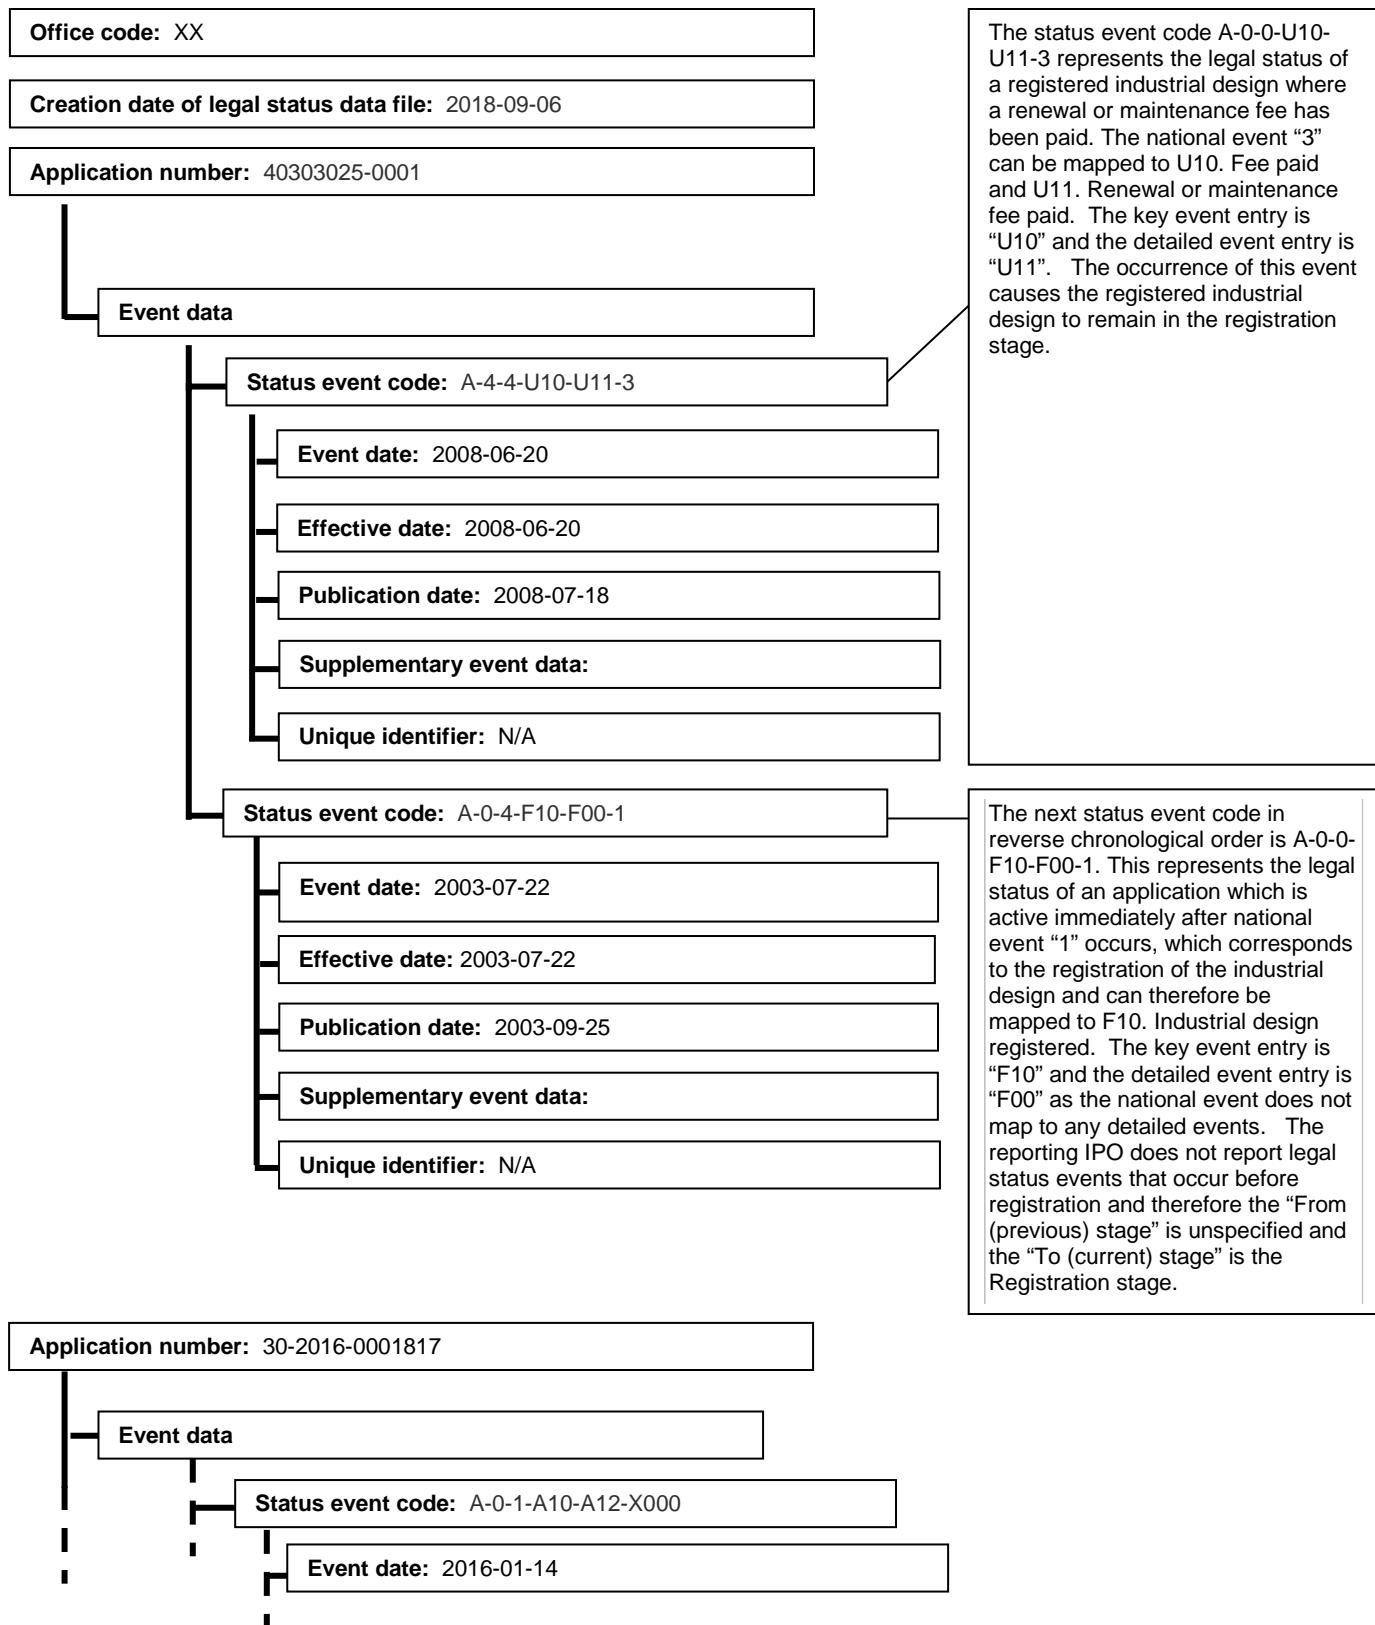 Office code: XX
Creation date of legal status data file: 2018-09-06
Application number: 40303025-0001
Event data
Status event code: A-4-4-U10-U11-3
Event date: 2008-06-20
Effective date: 2008-06-20
Publication date: 2008-07-18
Supplementary event data:
Unique identifier: N/A
The status event code A-0-0-U10-
U11-3 represents the legal status of
a registered industrial design where
a renewal or maintenance fee has
been paid. The national event “3”
can be mapped to U10. Fee paid
and U11. Renewal or maintenance
fee paid. The key event entry is
“U10” and the detailed event entry is
“U11”. The occurrence of this event
causes the registered industrial
design to remain in the registration
stage.
Status event code: A-0-4-F10-F00-1
Event date: 2003-07-22
Effective date: 2003-07-22
Publication date: 2003-09-25
Supplementary event data:
Unique identifier: N/A
The next status event code in
reverse chronological order is A-0-0-
F10-F00-1. This represents the legal
status of an application which is
active immediately after national
event “1” occurs, which corresponds
to the registration of the industrial
design and can therefore be
mapped to F10. Industrial design
registered. The key event entry is
“F10” and the detailed event entry is
“F00” as the national event does not
map to any detailed events. The
reporting IPO does not report legal
status events that occur before
registration and therefore the “From
(previous) stage” is unspecified and
the “To (current) stage” is the
Registration stage.
Application number: 30-2016-0001817
Event data
Status event code: A-0-1-A10-A12-X000
Event date: 2016-01-14